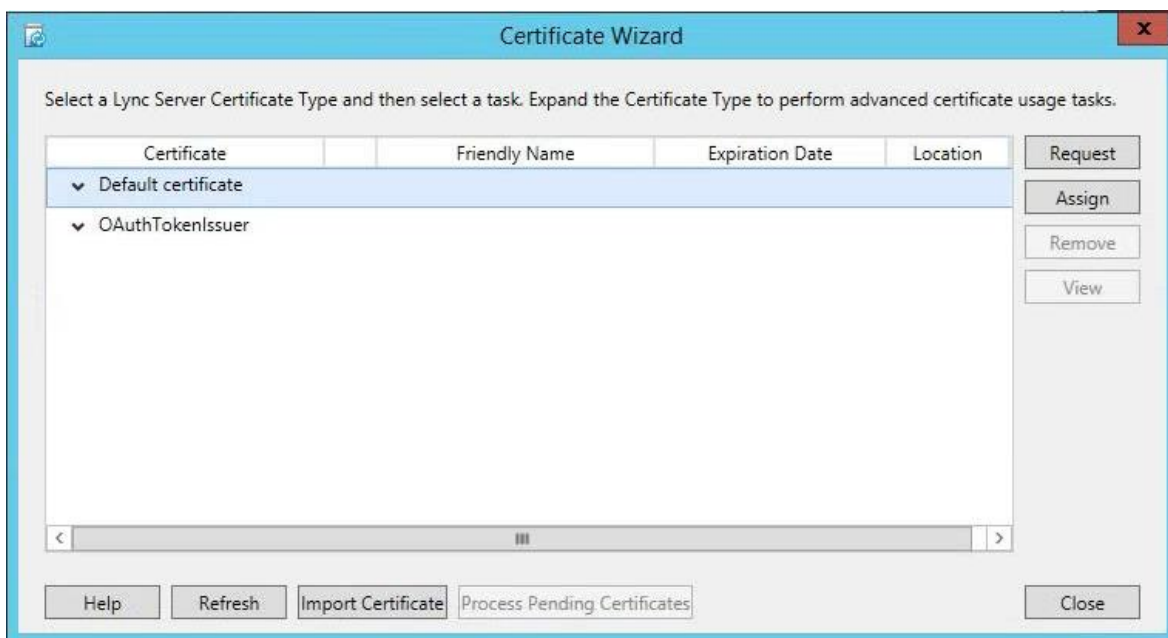 Certificate Wizard
x
Select a Lync Server Certificate Type and then select a task. Expand the Certificate Type to perform advanced certificate usage tasks.
Certificate Friendly Name Expiration Date Location
Request
Default certificate
Assign
OAuthTokenIssuer
Remove
View
Help Refresh Import Certificate Process Pending Certificates Close